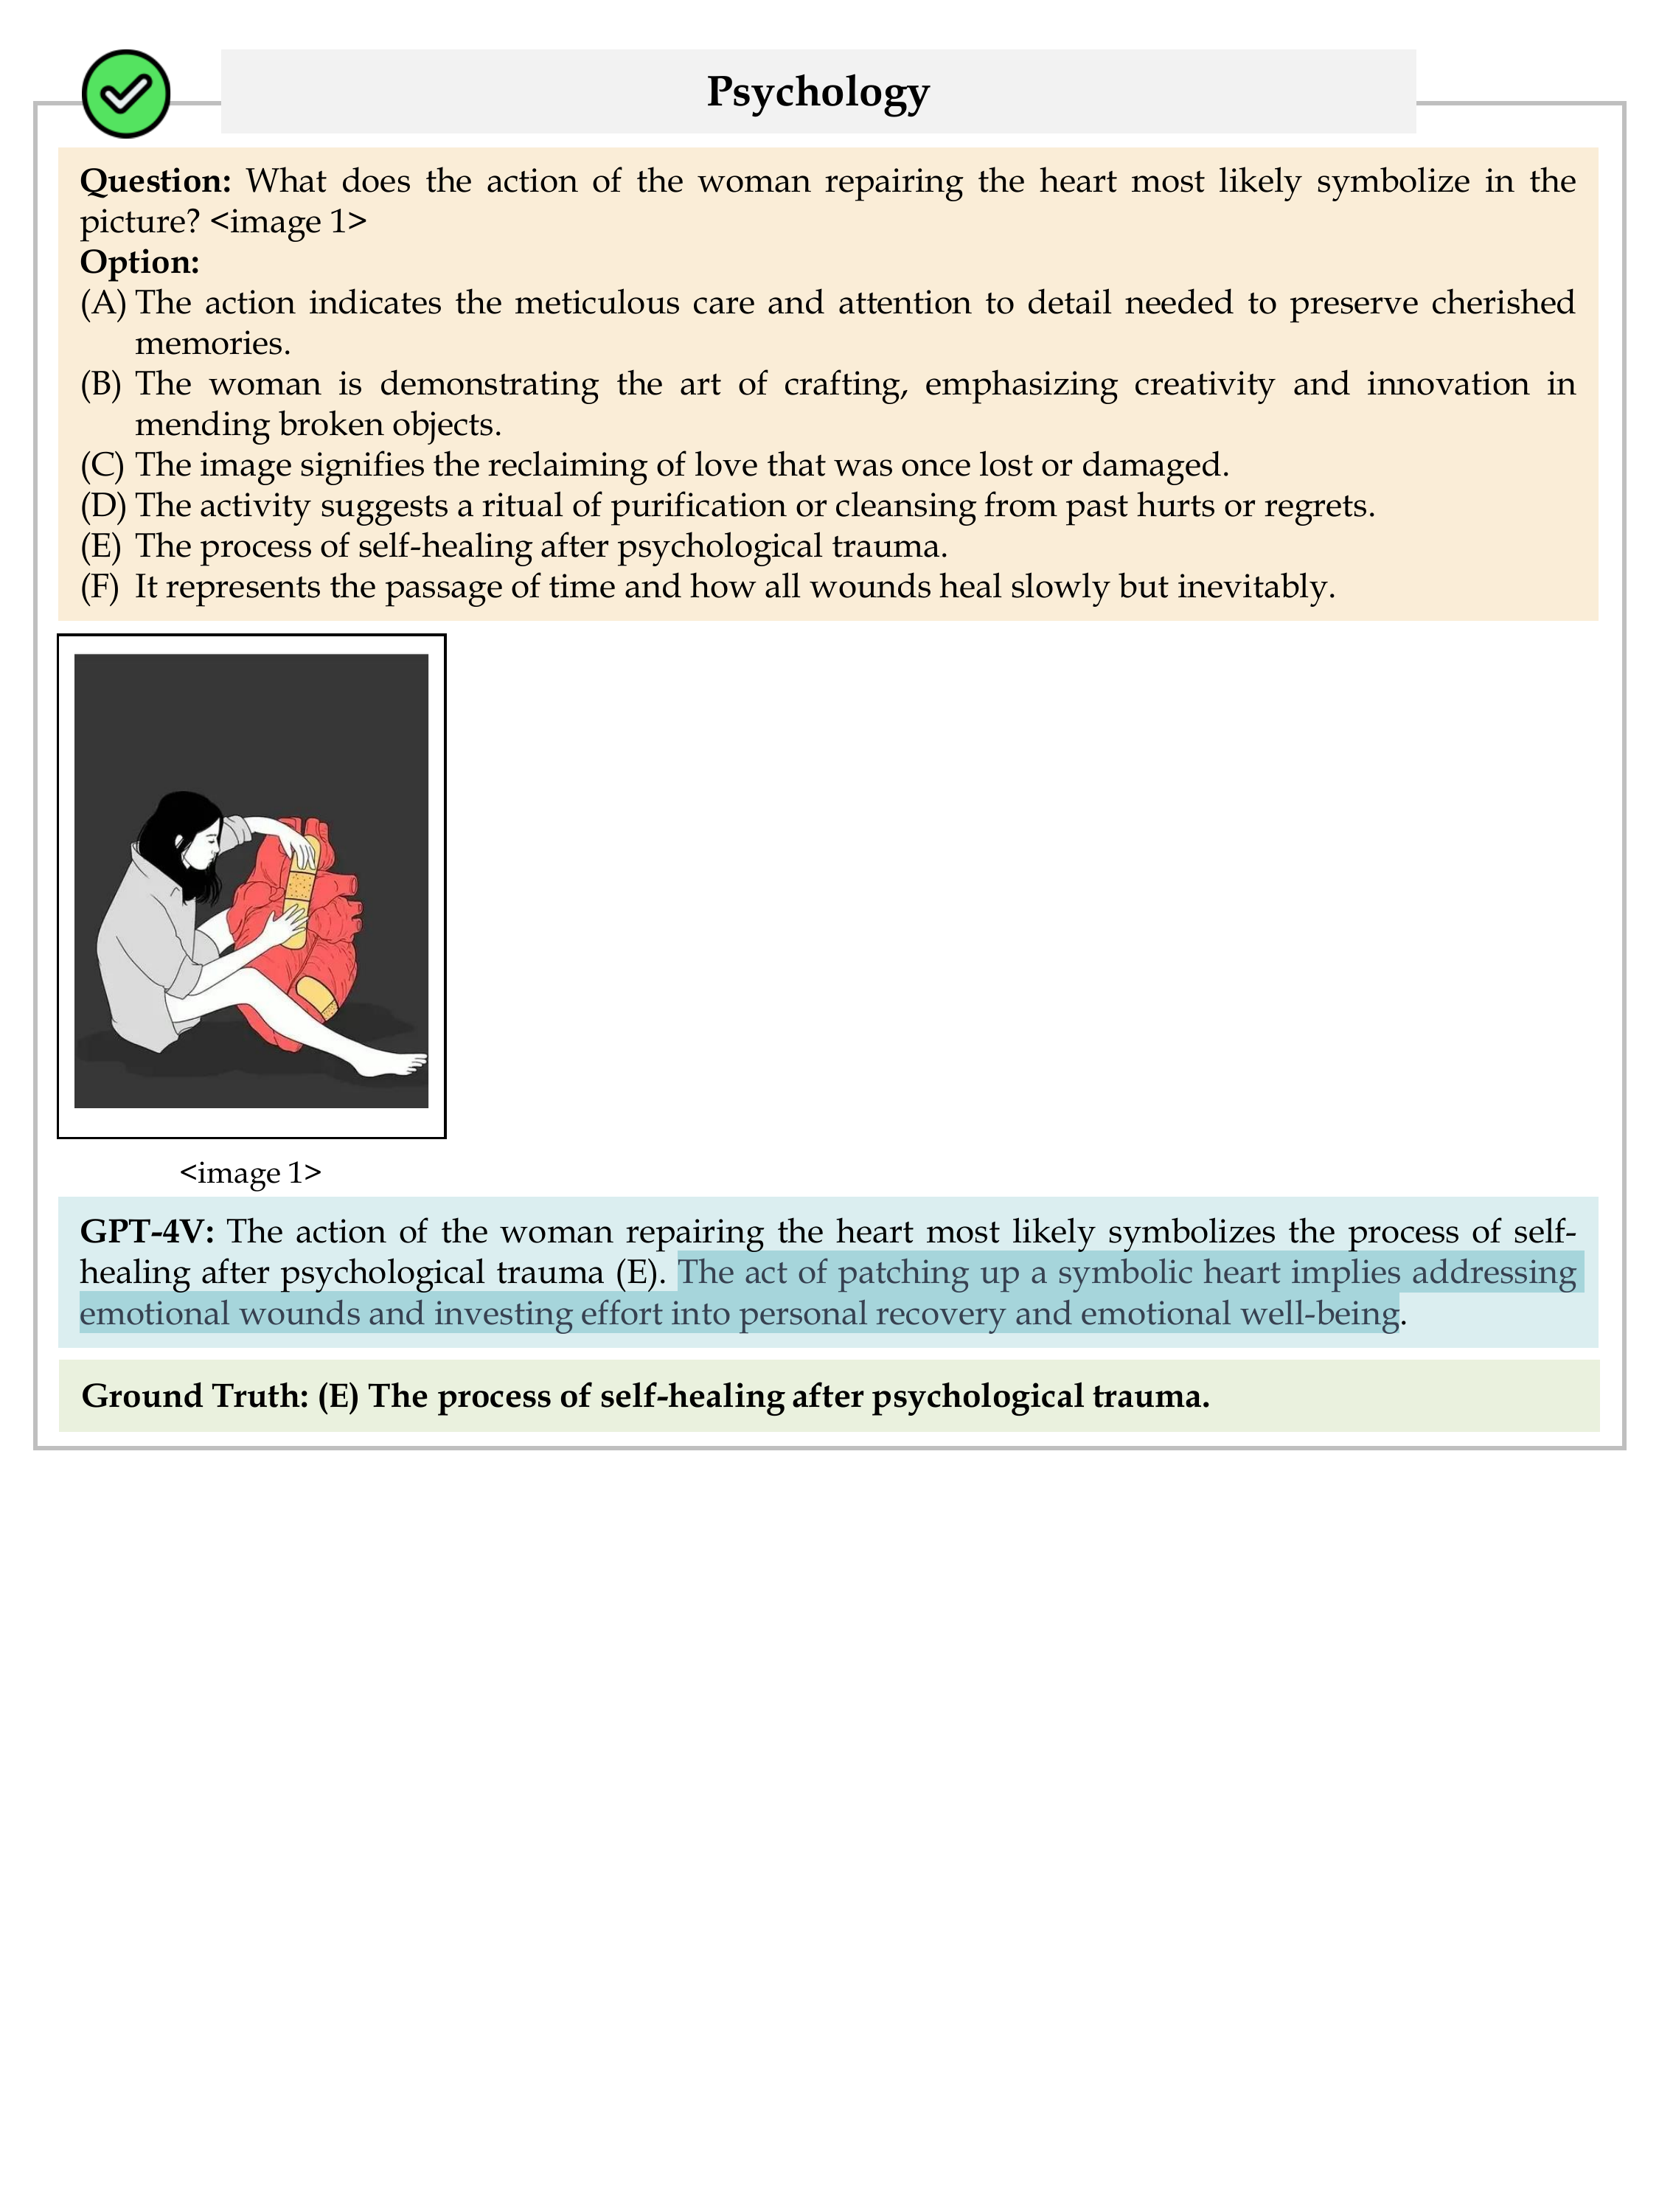 Psychology
Question: What does the action of the woman repairing the heart most likely symbolize in the
picture? <image 1>
Option:
(A) The action indicates the meticulous care and attention to detail needed to preserve cherished
memories.
(B) The woman is demonstrating the art of crafting, emphasizing creativity and innovation in
mending broken objects.
(C) The image signifies the reclaiming of love that was once lost or damaged.
(D) The activity suggests a ritual of purification or cleansing from past hurts or regrets.
(E) The process of self-healing after psychological trauma.
(F) It represents the passage of time and how all wounds heal slowly but inevitably.
<image 1>
GPT-4V: The action of the woman repairing the heart most likely symbolizes the process of self-
healing after psychological trauma (E). The act of patching up a symbolic heart implies addressing
emotional wounds and investing effort into personal recovery and emotional well-being.
Ground Truth: (E) The process of self-healing after psychological trauma.